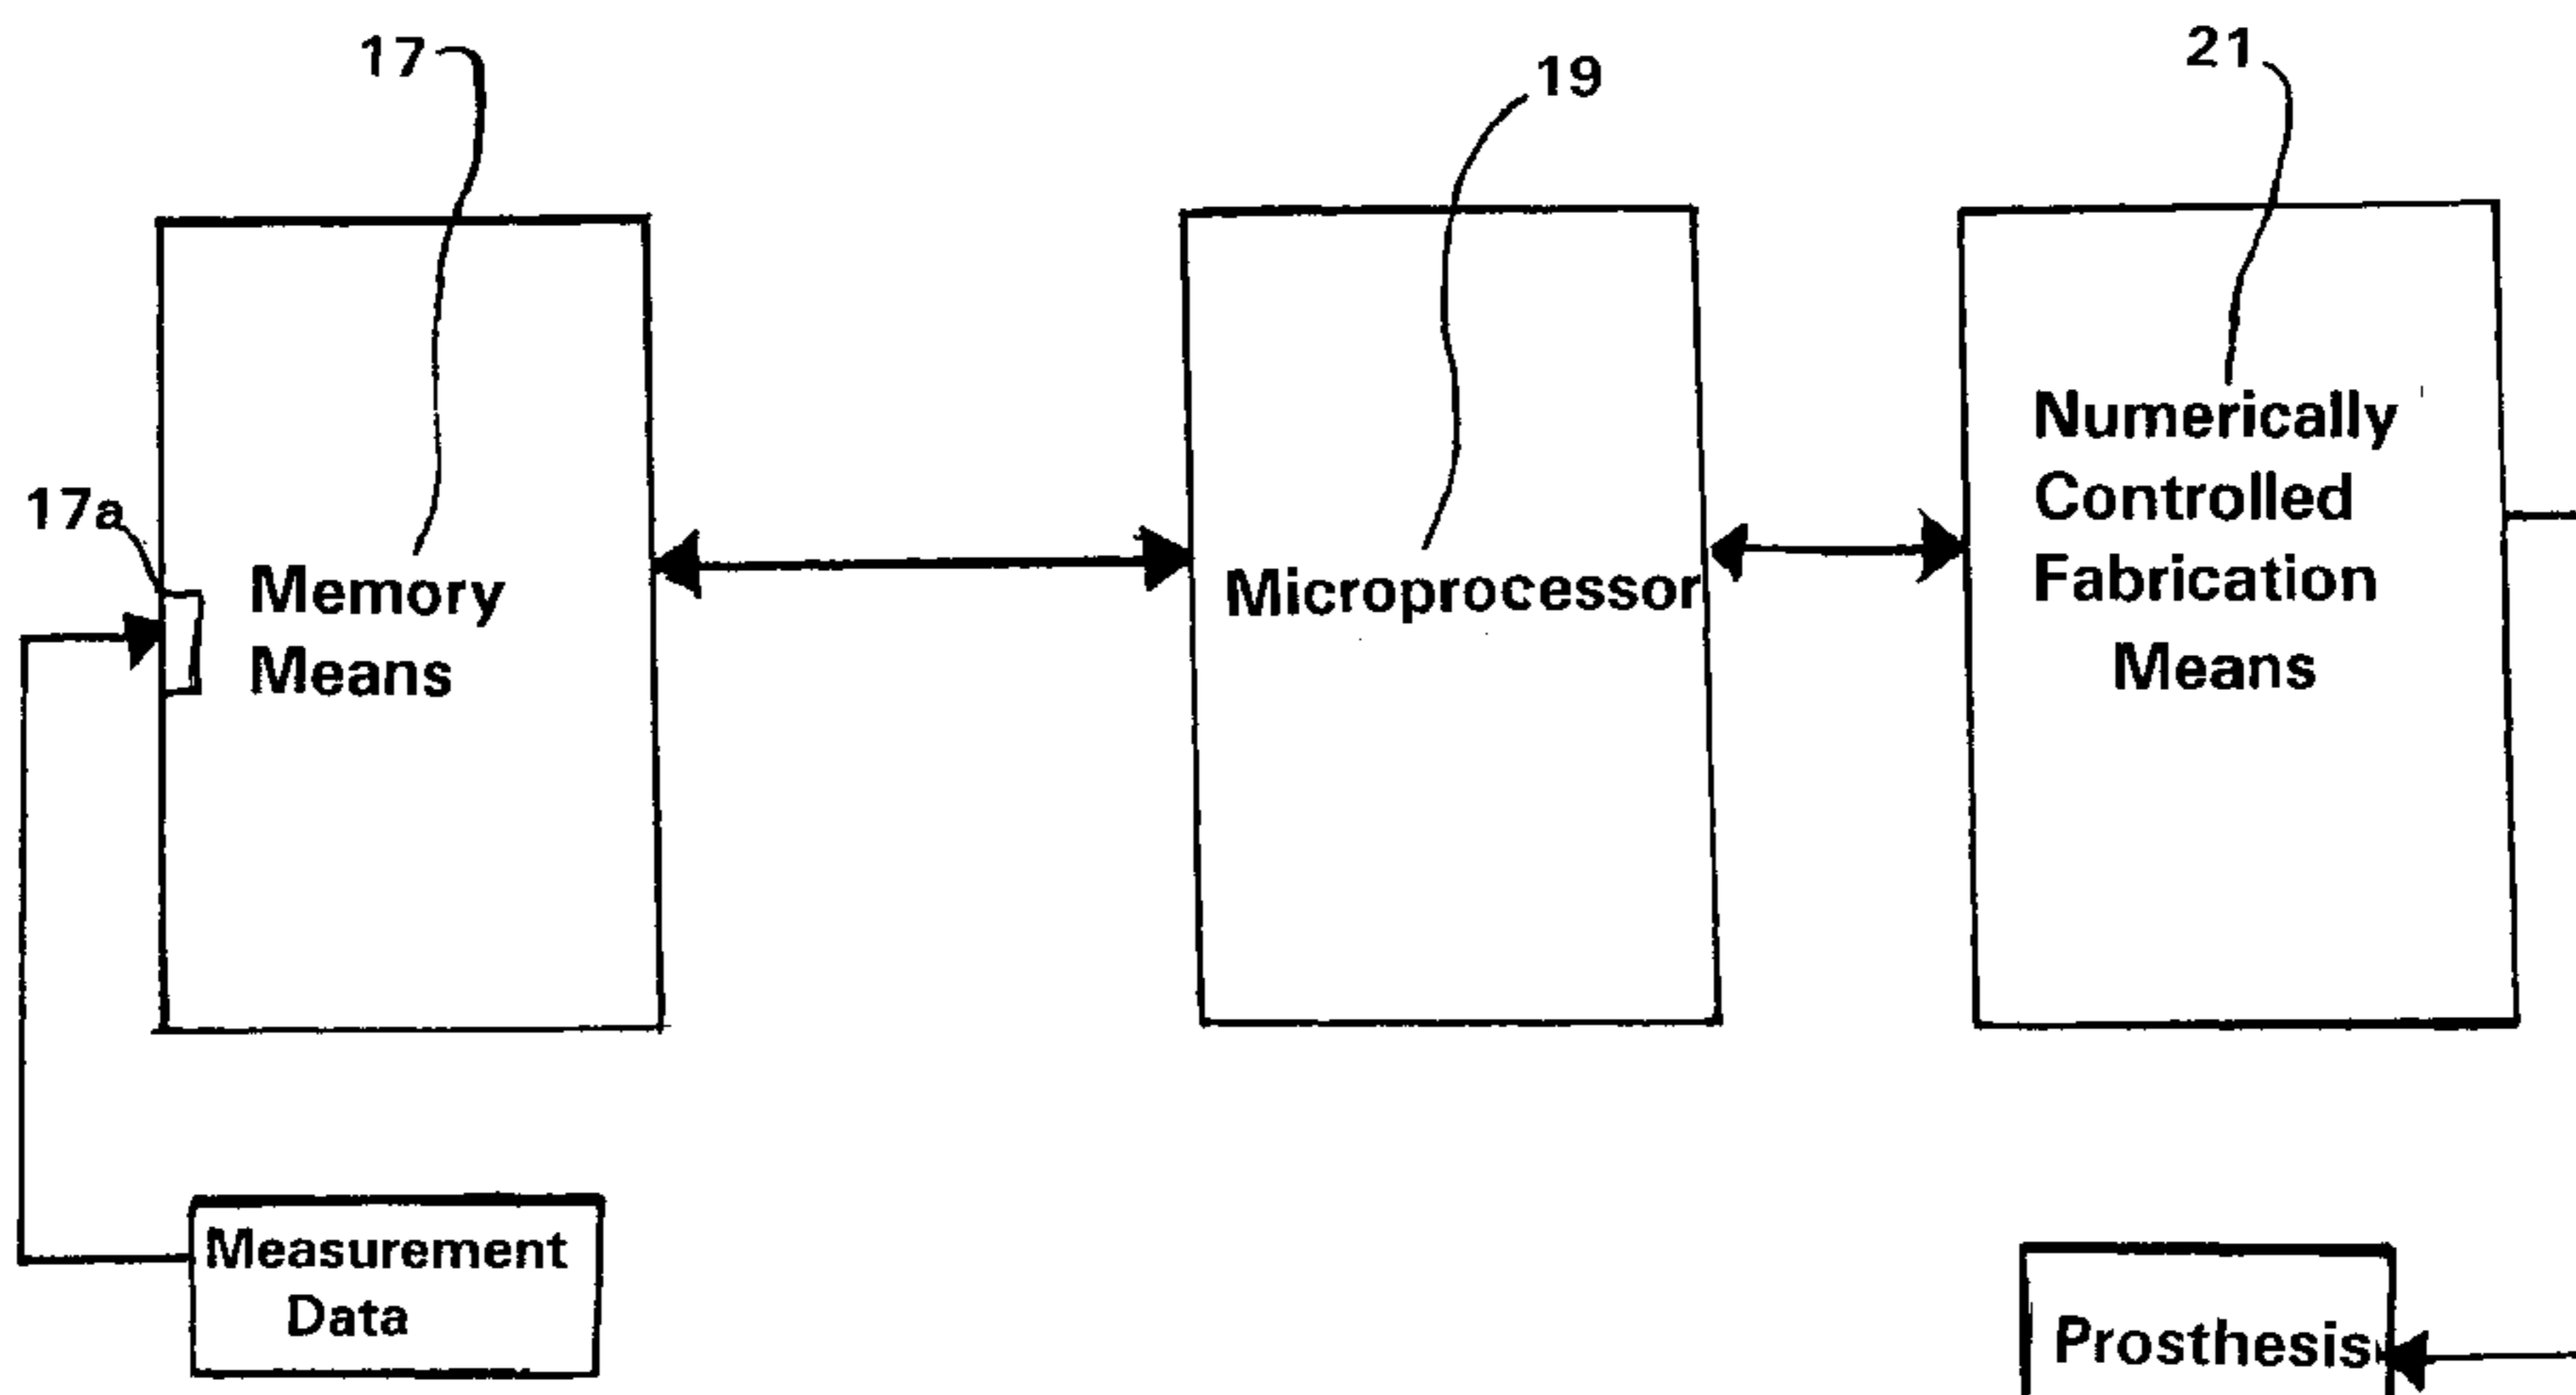 17
19
21
17a
Memory
Means
Microprocessor
Numerically
Controlled
Fabrication
Means
Measurement
Data
Prosthesis